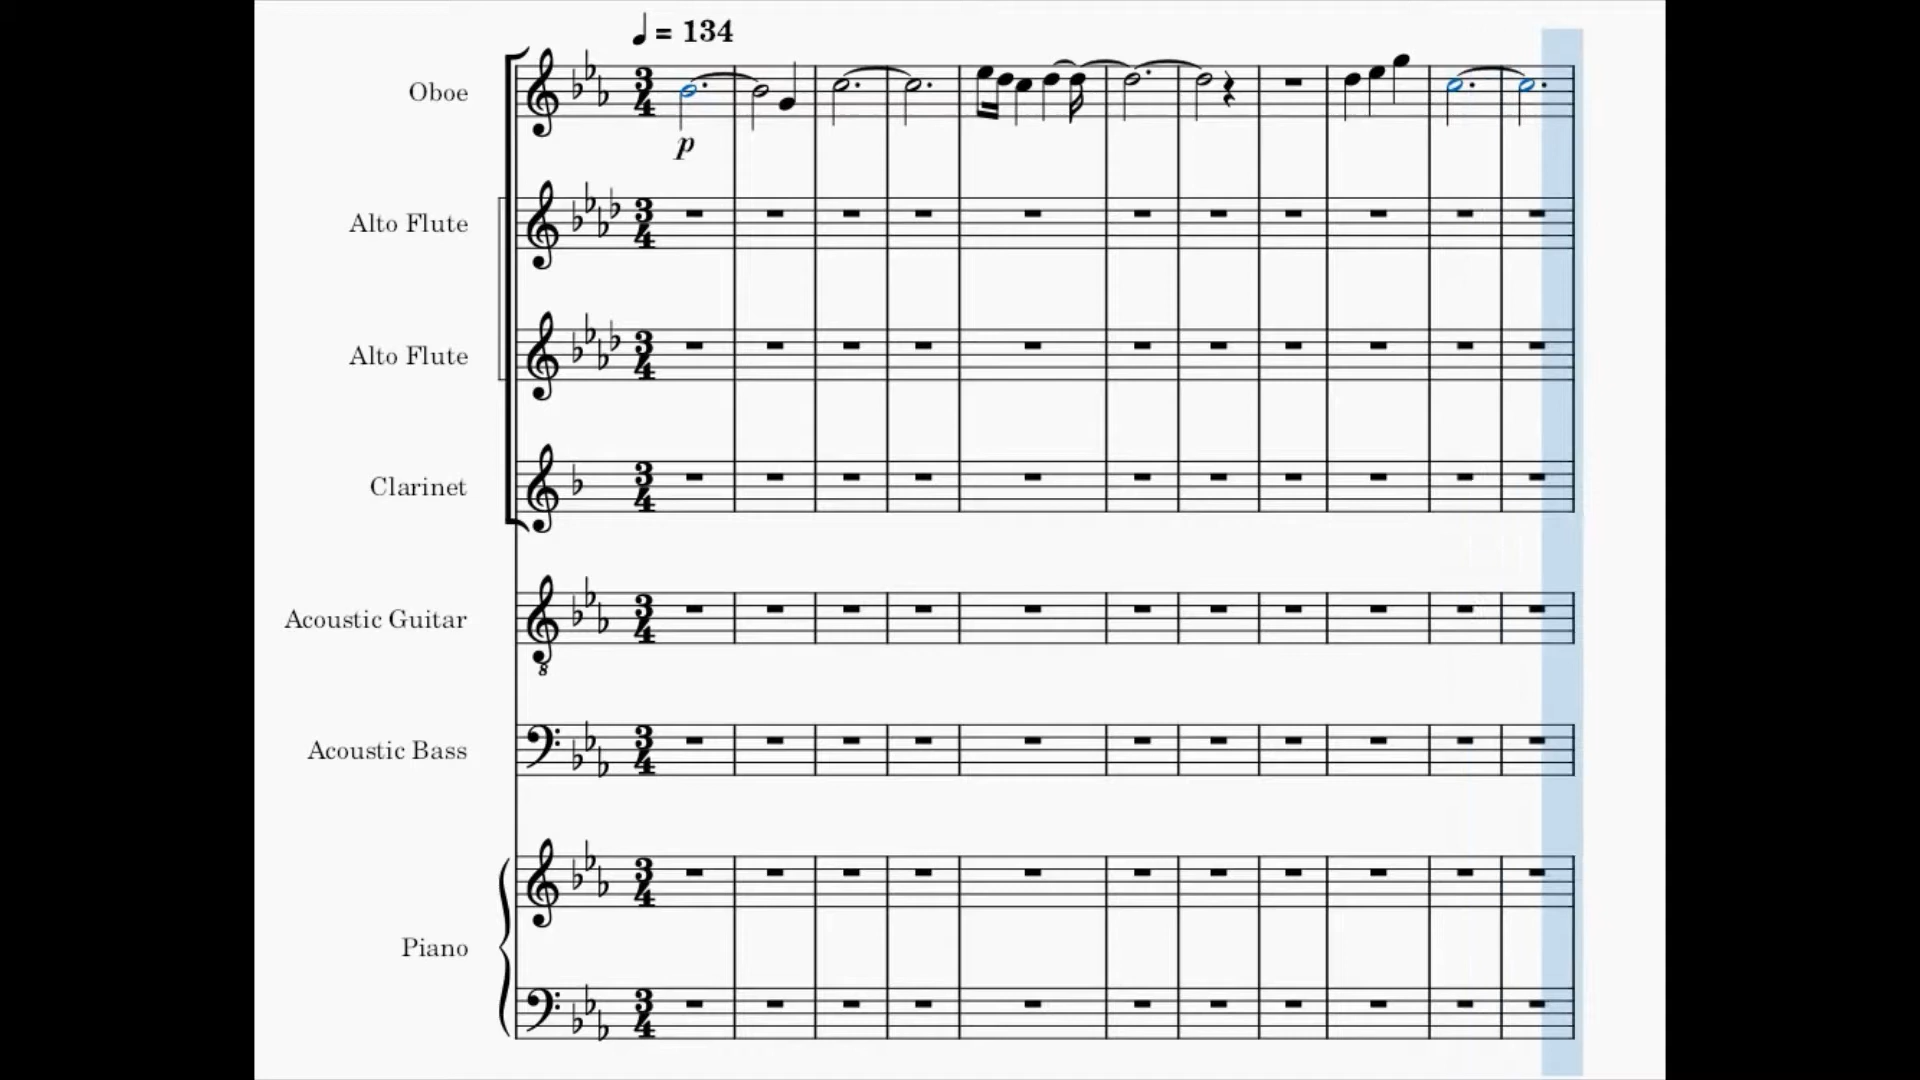 ♩ = 134
Oboe
p
Alto Flute
Alto Flute
Clarinet
Acoustic Guitar
8
Acoustic Bass
Piano